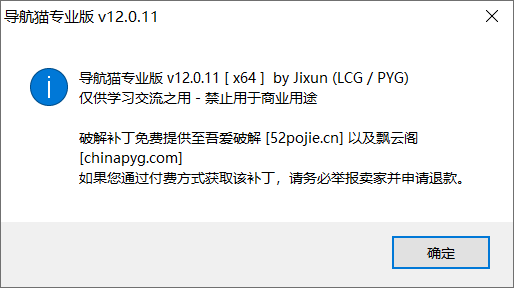 导航猫专业版 v12.0.11
导航猫专业版 v12.0.11 [ x64 ]  by Jixun (LCG / PYG)
仅供学习交流之用 - 禁止用于商业用途
破解补丁免费提供至吾爱破解 [52pojie.cn] 以及飘云阁
[chinapyg.com]
如果您通过付费方式获取该补丁，请务必举报卖家并申请退款。
确定